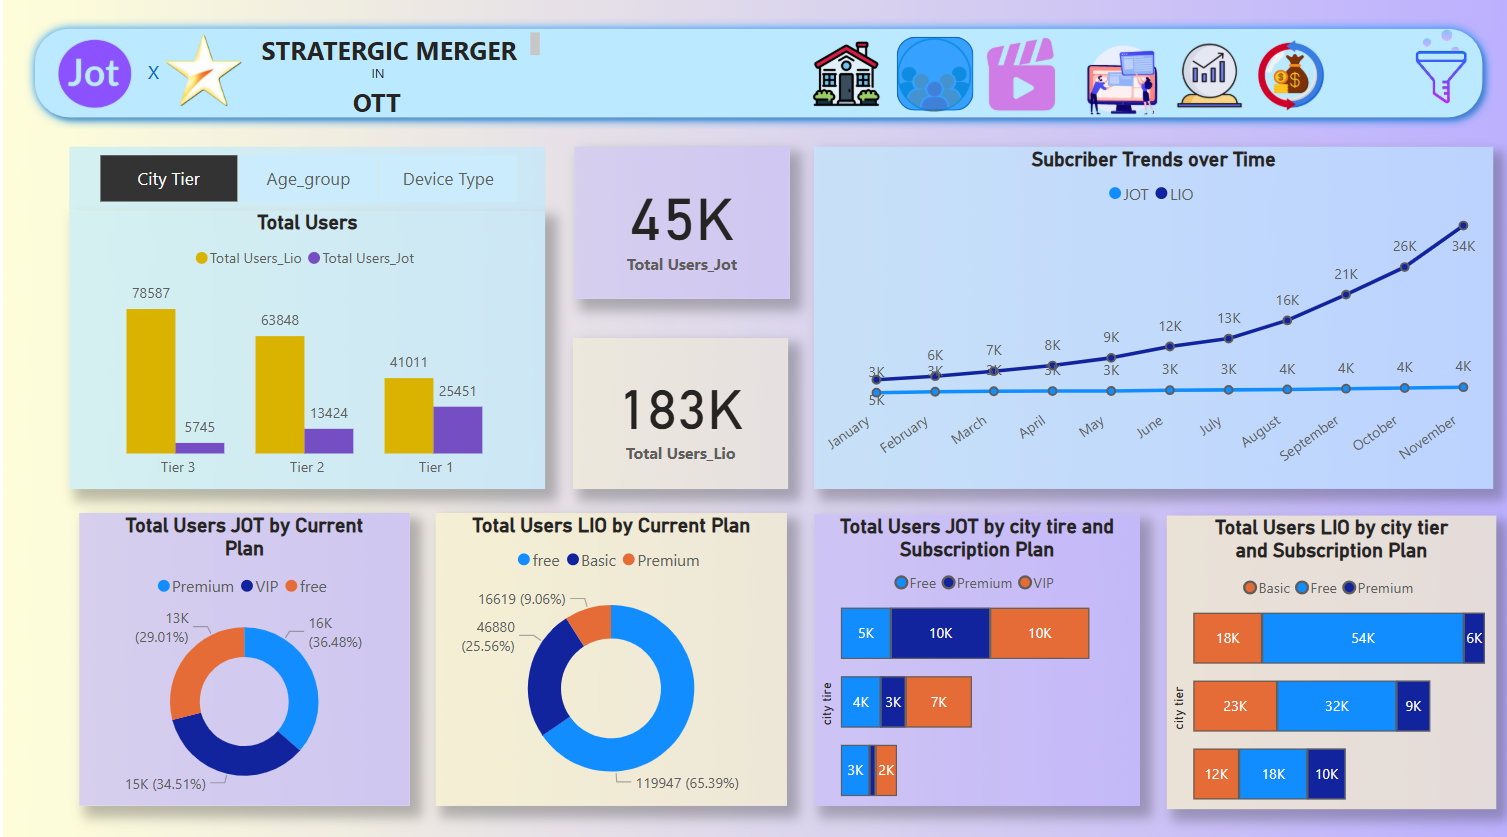 Jot
X
STRATERGIC MERGER
IN
OTT
City Tier
Age_group
Device Type
Total Users
Total Users_Lio
Total Users_Jot
78587
5745
63848
13424
41011
25451
Tier 3
Tier 2
Tier 1
45K
Total Users_Jot
183K
Total Users_Lio
Subcriber Trends over Time
JOT
LIO
3K
6K
7K
8K
9K
12K
13K
16K
21K
26K
34K
5K
3K
3K
3K
3K
3K
3K
4K
4K
4K
4K
January
February
March
April
May
June
July
August
September
October
November
Total Users JOT by Current
Plan
Premium
VIP
free
13K
(29.01%)
16K
(36.48%)
15K (34.51%)
Total Users LIO by Current Plan
free
Basic
Premium
16619 (9.06%)
46880
(25.56%)
119947 (65.39%)
Total Users JOT by city tire and
Subscription Plan
Free
Premium
VIP
city tire
5K
10K
10K
4K
3K
7K
3K
2K
Total Users LIO by city tier
and Subscription Plan
Basic
Free
Premium
city tier
18K
54K
6K
23K
32K
9K
12K
18K
10K